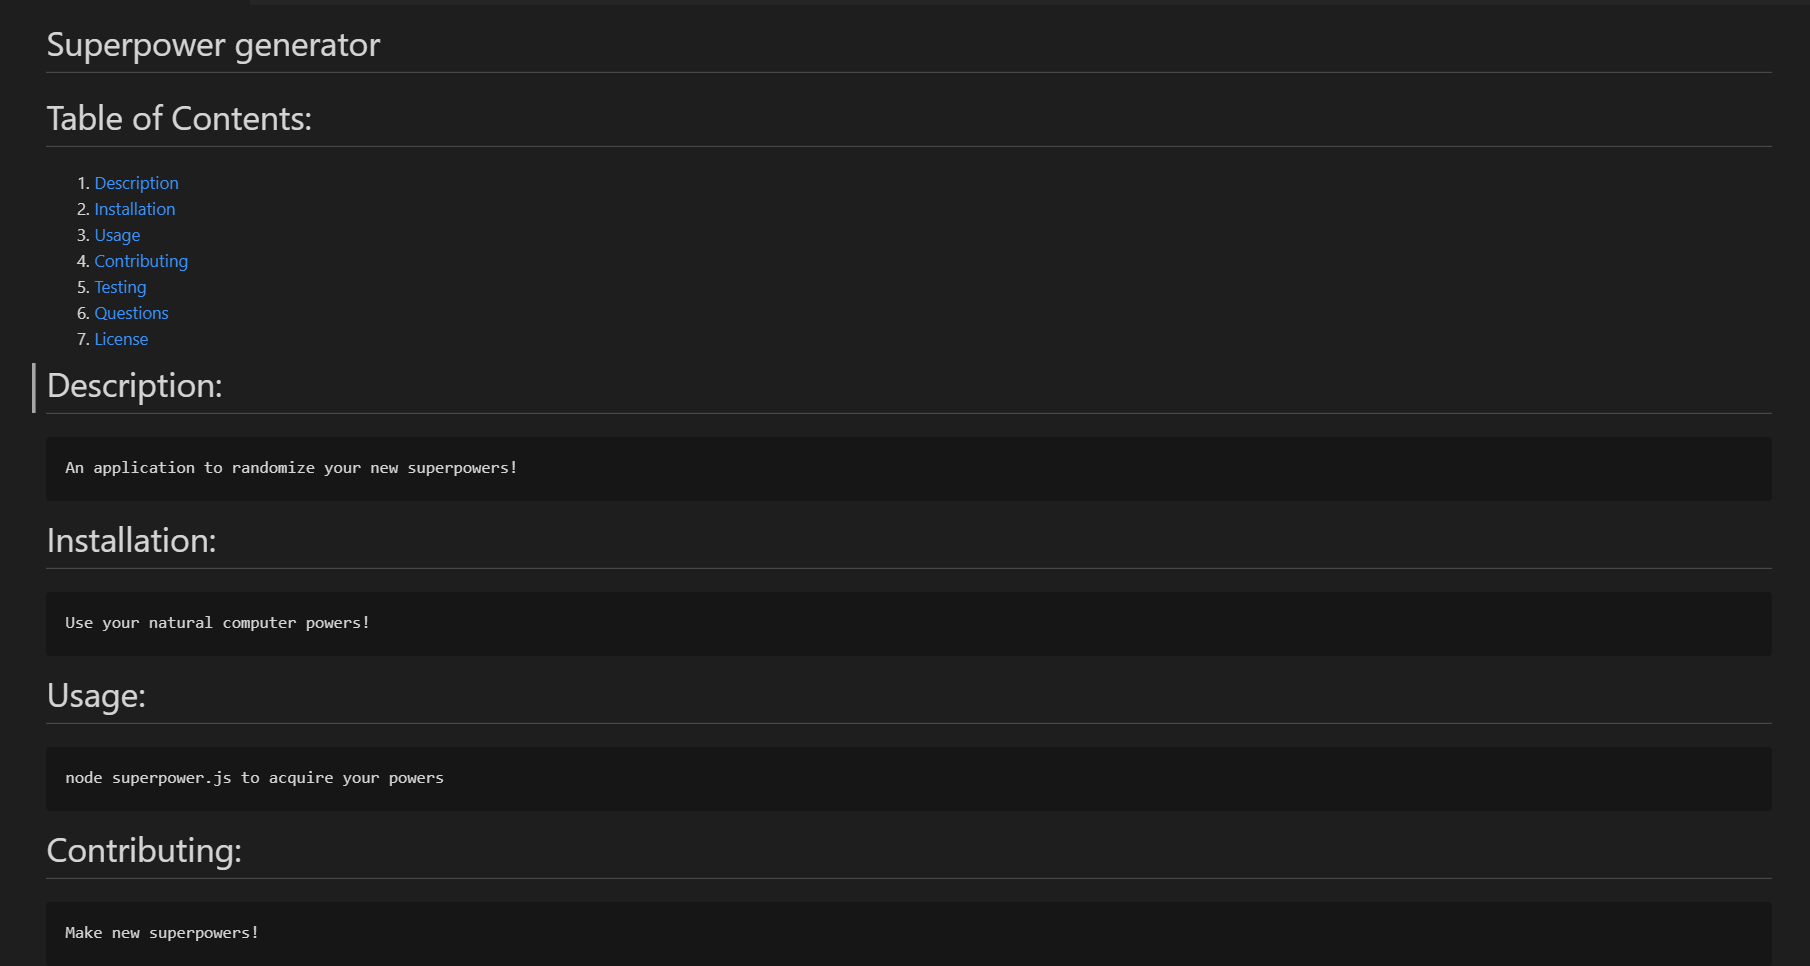 Superpower generator
Table of Contents:
1. Description
2. Installation
3. Usage
4. Contributing
5. Testing
6. Questions
7. License
Description:
An application to randomize your new superpowers!
Installation:
Use your natural computer powers!
Usage:
node superpower.js to acquire your powers
Contributing:
Make new superpowers!